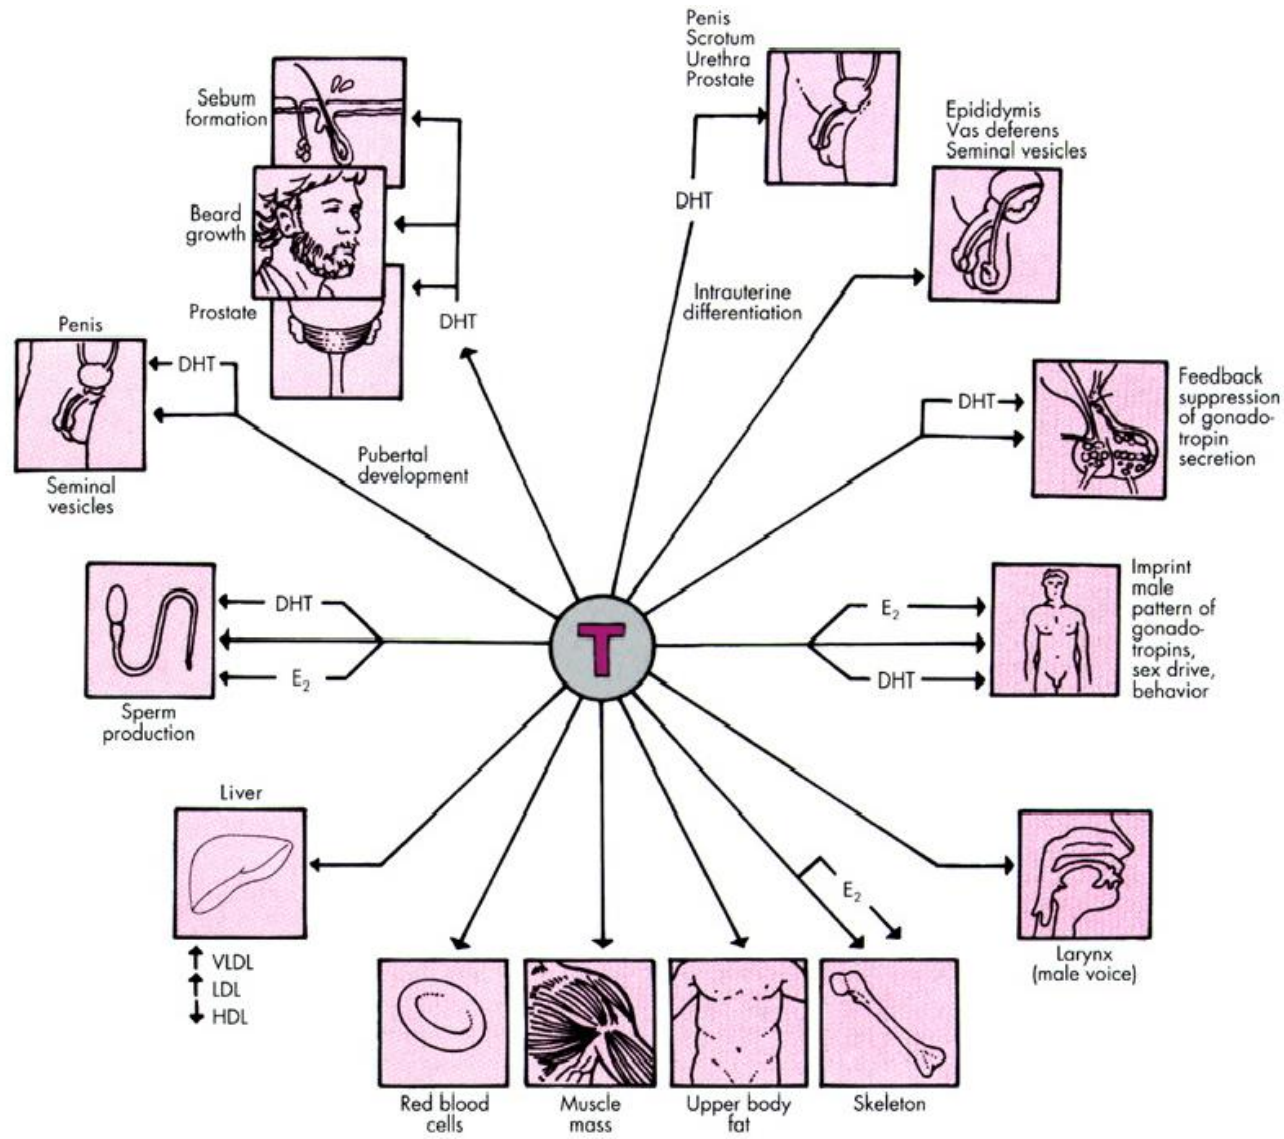 Penis
Scrotum
Urethra
Prostate
Sebum
formation
Epididymis
Vas deferens
Seminal vesicles
DHT
Beard
growth
Intrauterine
differentiation
Prostate
DHT
Penis
DHT
Feedback
suppression
of gonado-
tropin
secretion
DHT
Pubertal
development
Seminal
vesicles
Imprint
male
pattern of
gonado-
tropins,
sex drive,
behavior
DHT
E₂
T
E₂
DHT
Sperm
production
Liver
E₂
↑ VLDL
↑ LDL
↓ HDL
Larynx
(male voice)
Red blood
cells
Muscle
mass
Upper body
fat
Skeleton